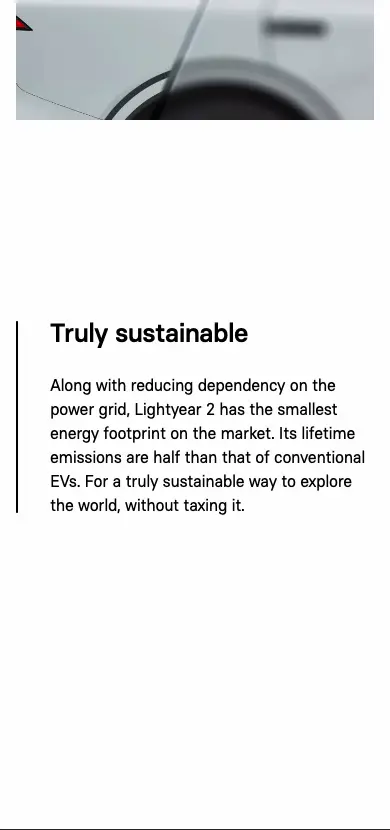 Truly sustainable
Along with reducing dependency on the
power grid, Lightyear 2 has the smallest
energy footprint on the market. Its lifetime
emissions are half than that of conventional
EVs. For a truly sustainable way to explore
the world, without taxing it.